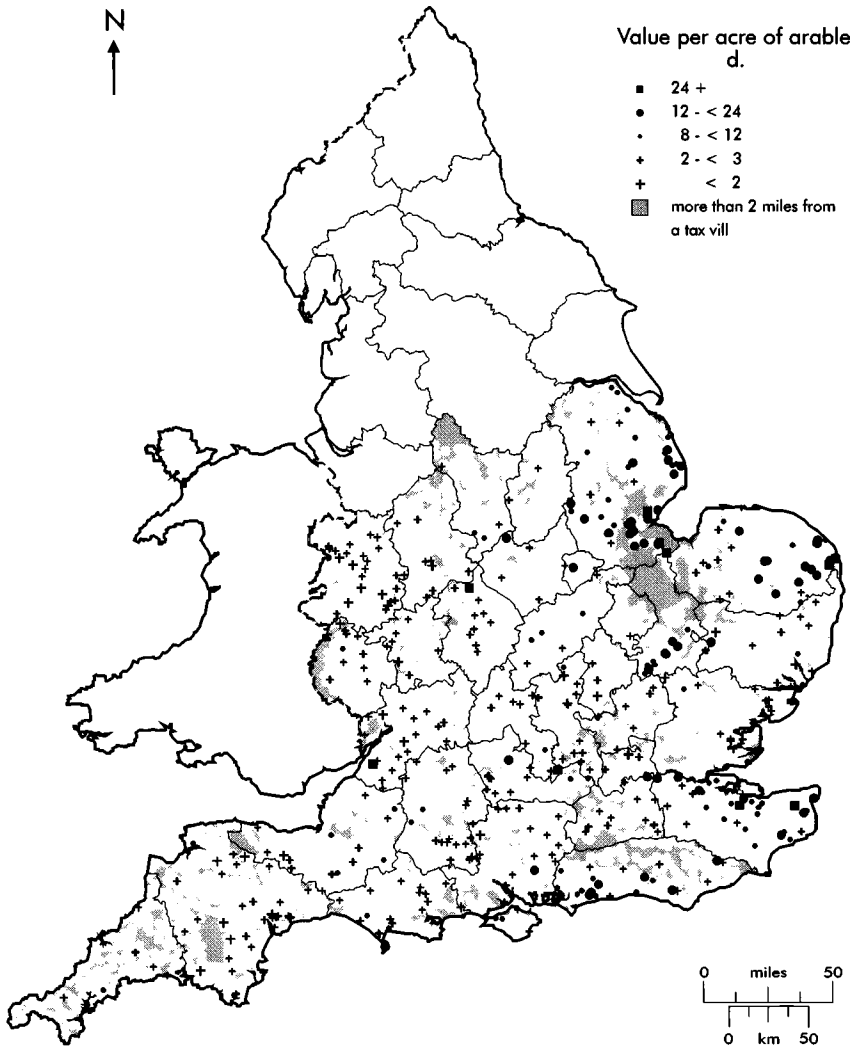 N
Value per acre of arable
d.
24 +
12 - < 24
8 - < 12
2 - < 3
< 2
more than 2 miles from
a tax vill
0 miles 50
0 km 50